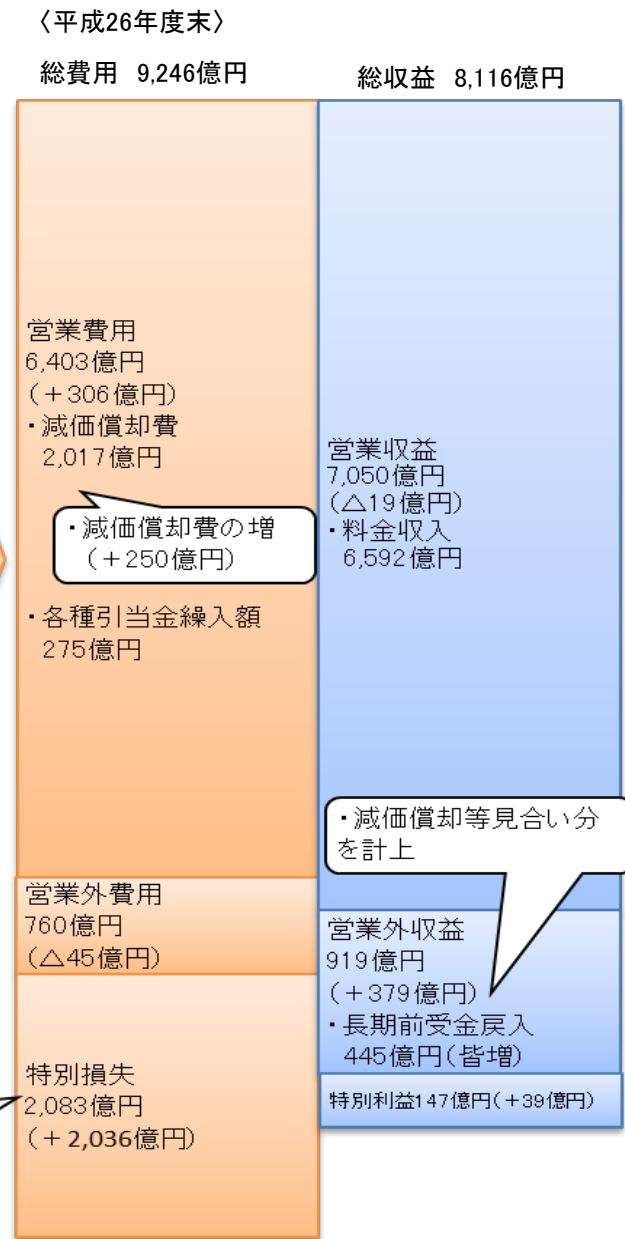 〈平成26年度末〉
総費用 9,246億円
総収益 8,116億円
営業費用
6,403億円
(+306億円)
・減価償却費
2,017億円
・減価償却費の増
(+250億円)
・各種引当金繰入額
275億円
営業外費用
760億円
(△45億円)
特別損失
2,083億円
(+2,036億円)
営業収益
7,050億円
(△19億円)
・料金収入
6,592億円
・減価償却等見合い分
を計上
営業外収益
919億円
(+379億円)
・長期前受金戻入
445億円(皆増)
特別利益147億円(+39億円)